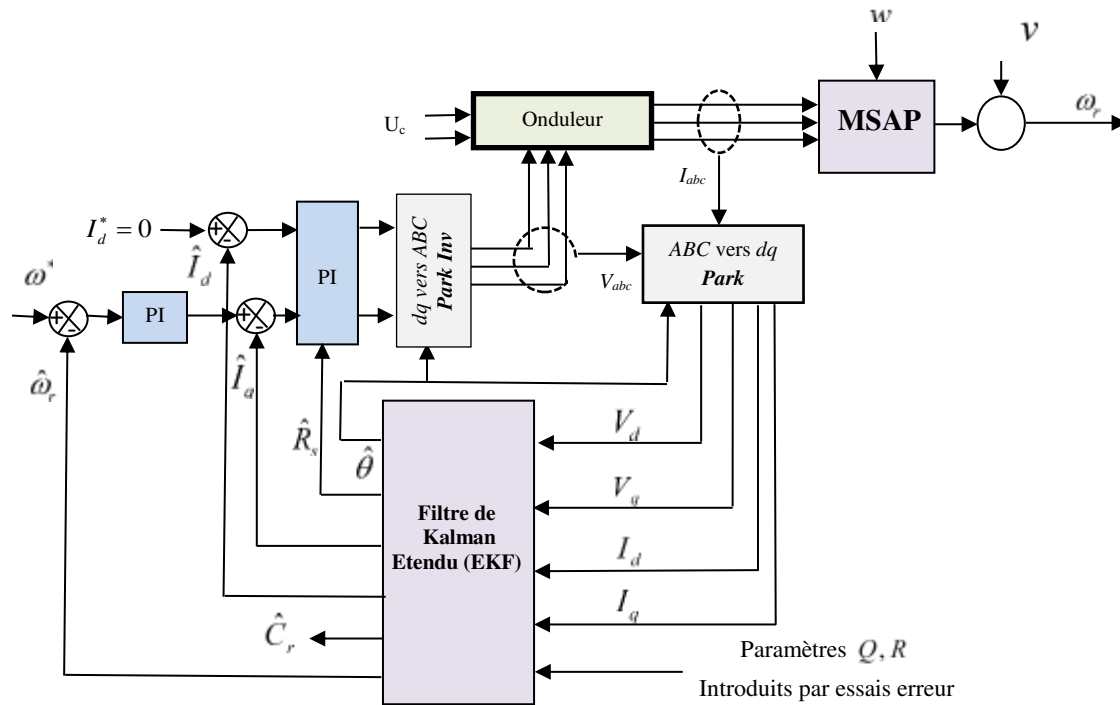 w
v
U_c
Onduleur
MSAP
ω_r
I_abc
I_d^* = 0
PI
dq vers ABC
Park Inv
V_abc
ABC vers dq
Park
Î_d
ω*
PI
ω̂_r
Î_q
R̂_s
θ̂
V_d
V_q
Filtre de
Kalman
Etendu (EKF)
I_d
I_q
Ĉ_r
Paramètres Q, R
Introduits par essais erreur